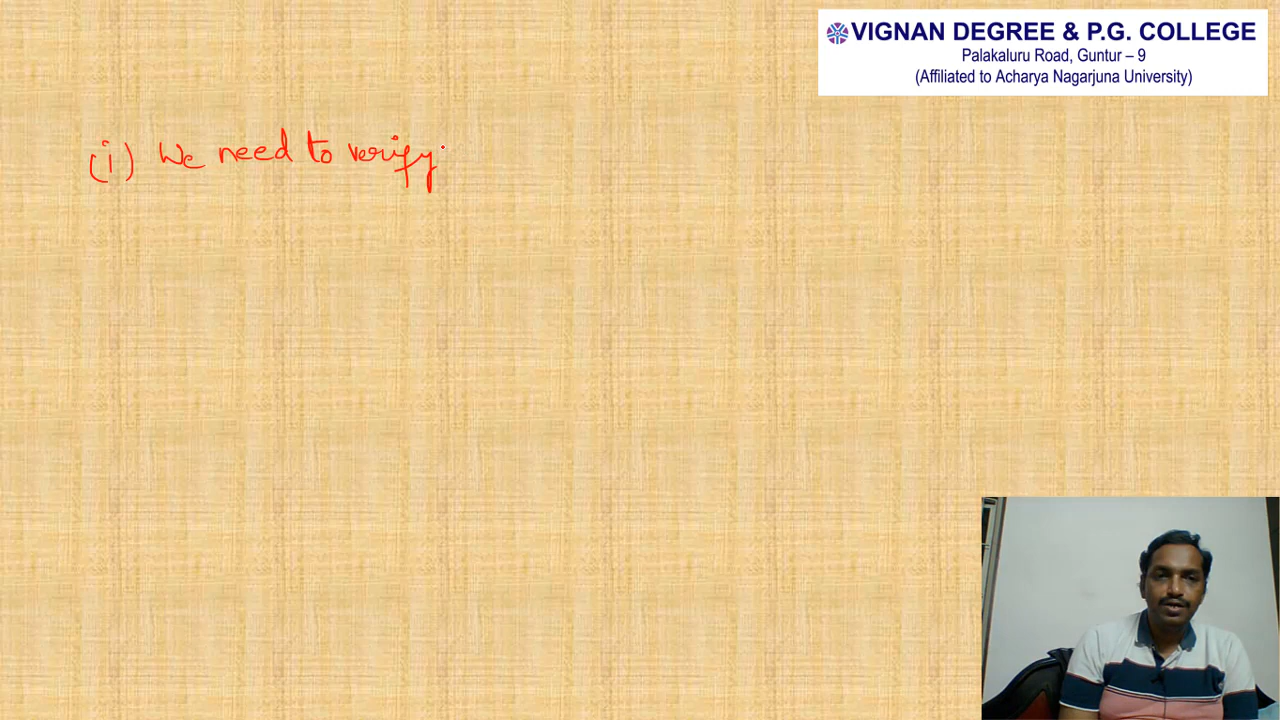 VIGNAN DEGREE & P.G. COLLEGE
Palakaluru Road, Guntur – 9
(Affiliated to Acharya Nagarjuna University)
(i) We need to verify